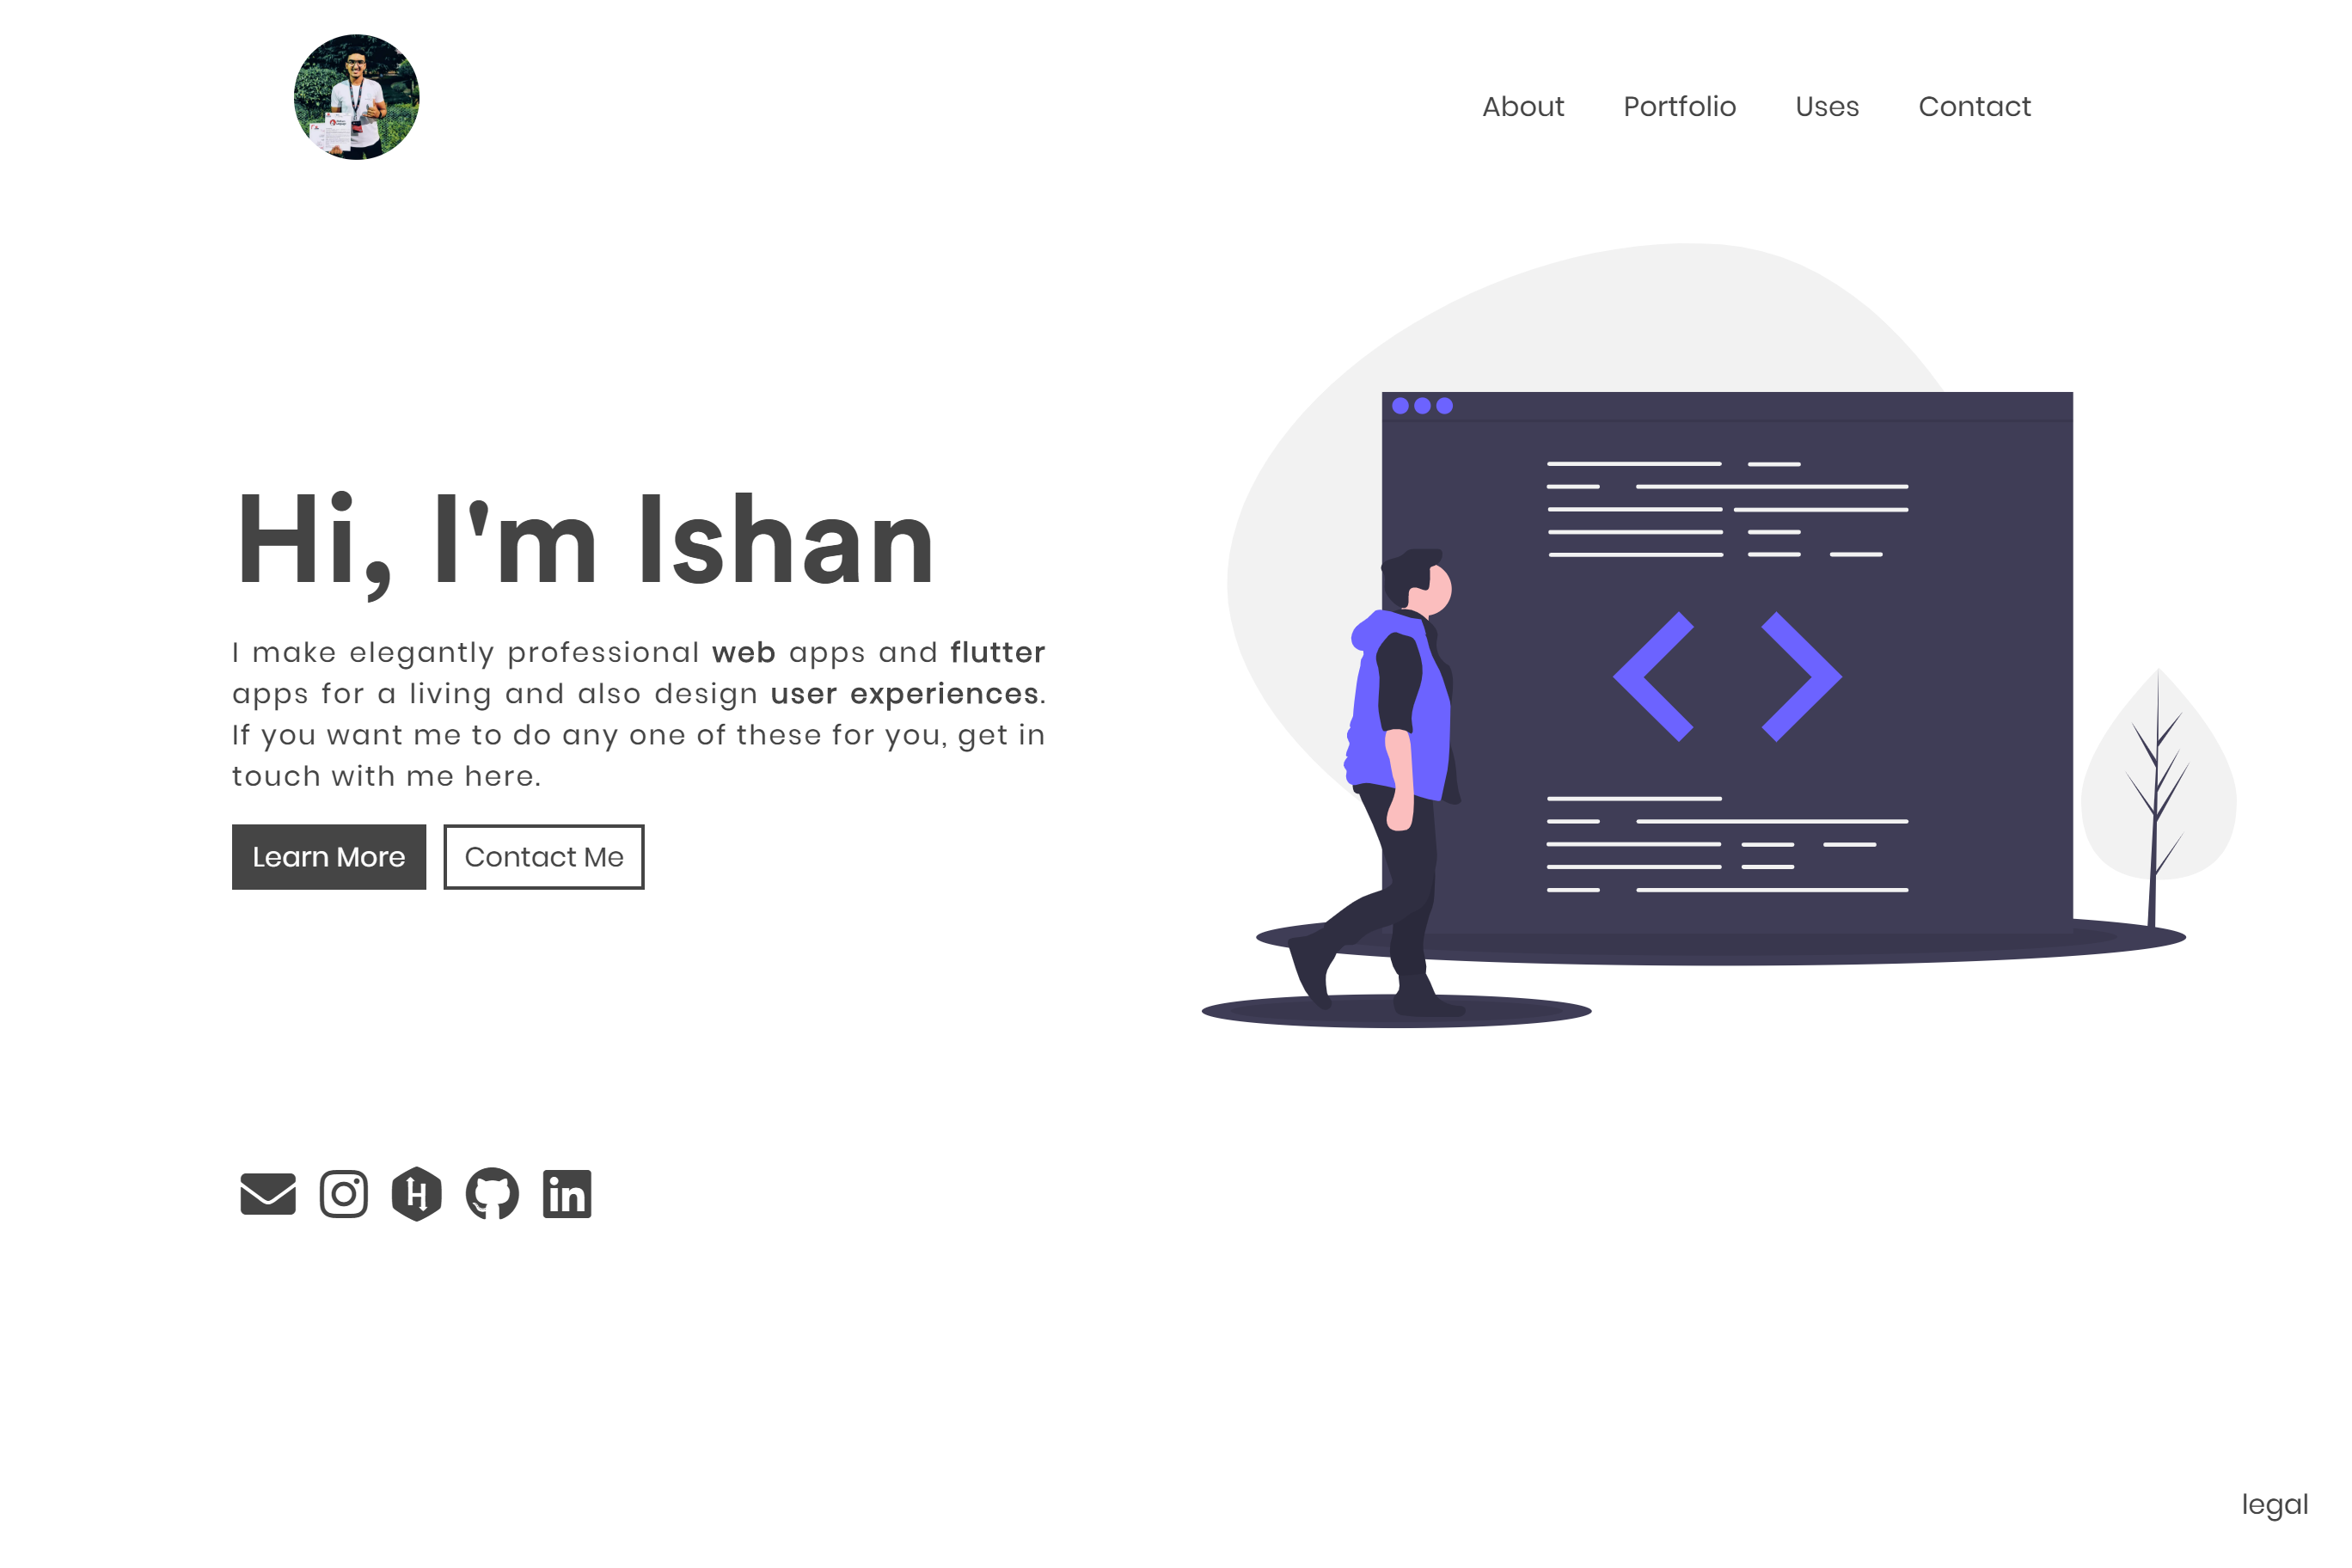 About Portfolio Uses Contact
Hi, I'm Ishan
I make elegantly professional web apps and flutter
apps for a living and also design user experiences.
If you want me to do any one of these for you, get in
touch with me here.
Learn More Contact Me
legal